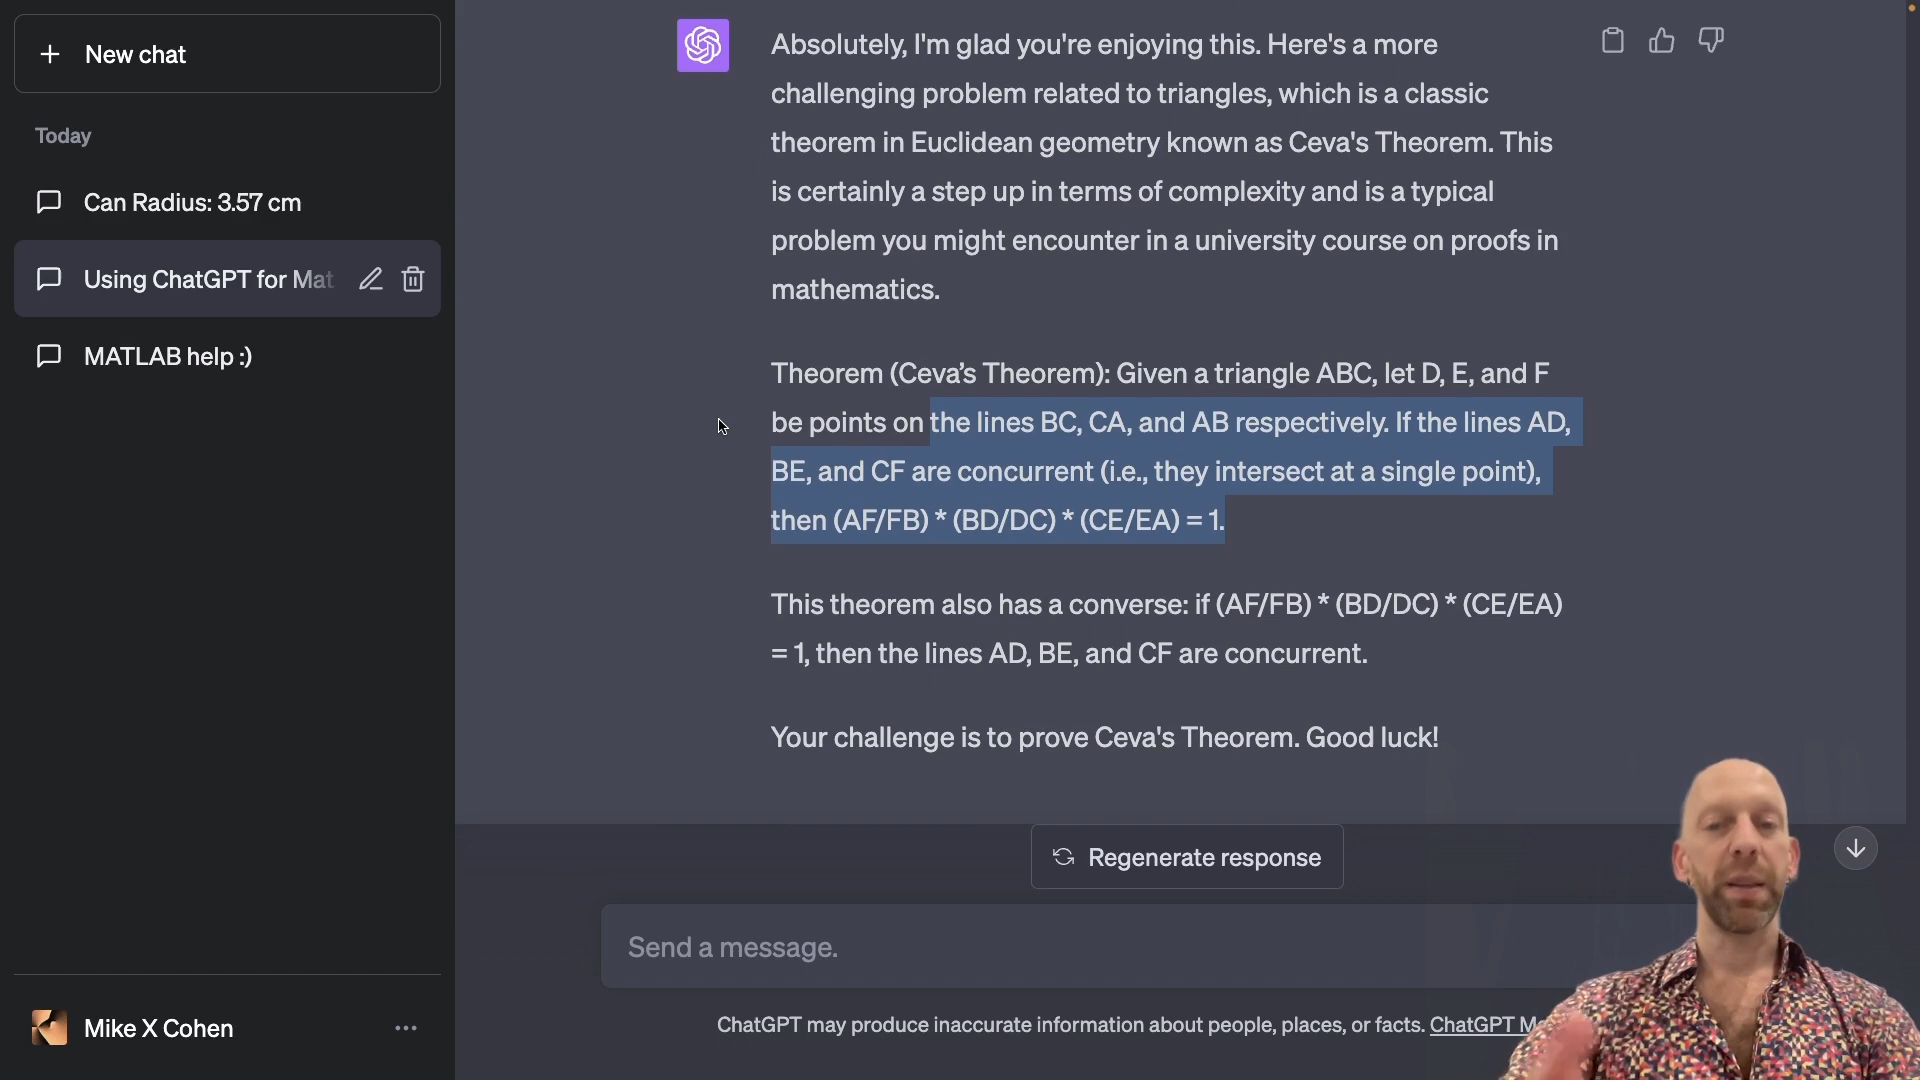 New chat
Today
Can Radius: 3.57 cm
Using ChatGPT for Mat
MATLAB help :)
Mike X Cohen
Absolutely, I'm glad you're enjoying this. Here's a more
challenging problem related to triangles, which is a classic
theorem in Euclidean geometry known as Ceva's Theorem. This
is certainly a step up in terms of complexity and is a typical
problem you might encounter in a university course on proofs in
mathematics.
Theorem (Ceva’s Theorem): Given a triangle ABC, let D, E, and F
be points on the lines BC, CA, and AB respectively. If the lines AD,
BE, and CF are concurrent (i.e., they intersect at a single point),
then (AF/FB) * (BD/DC) * (CE/EA) = 1.
This theorem also has a converse: if (AF/FB) * (BD/DC) * (CE/EA)
= 1, then the lines AD, BE, and CF are concurrent.
Your challenge is to prove Ceva's Theorem. Good luck!
Regenerate response
Send a message.
ChatGPT may produce inaccurate information about people, places, or facts. ChatGPT M